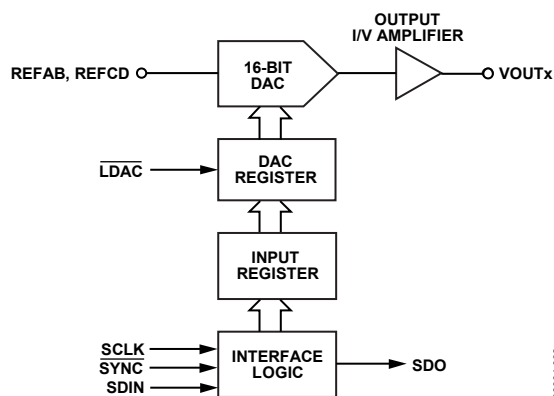 OUTPUT
I/V AMPLIFIER
REFAB, REFCD
16-BIT
DAC
VOUTx
LDAC
DAC
REGISTER
INPUT
REGISTER
SCLK
SYNC
SDIN
INTERFACE
LOGIC
SDO